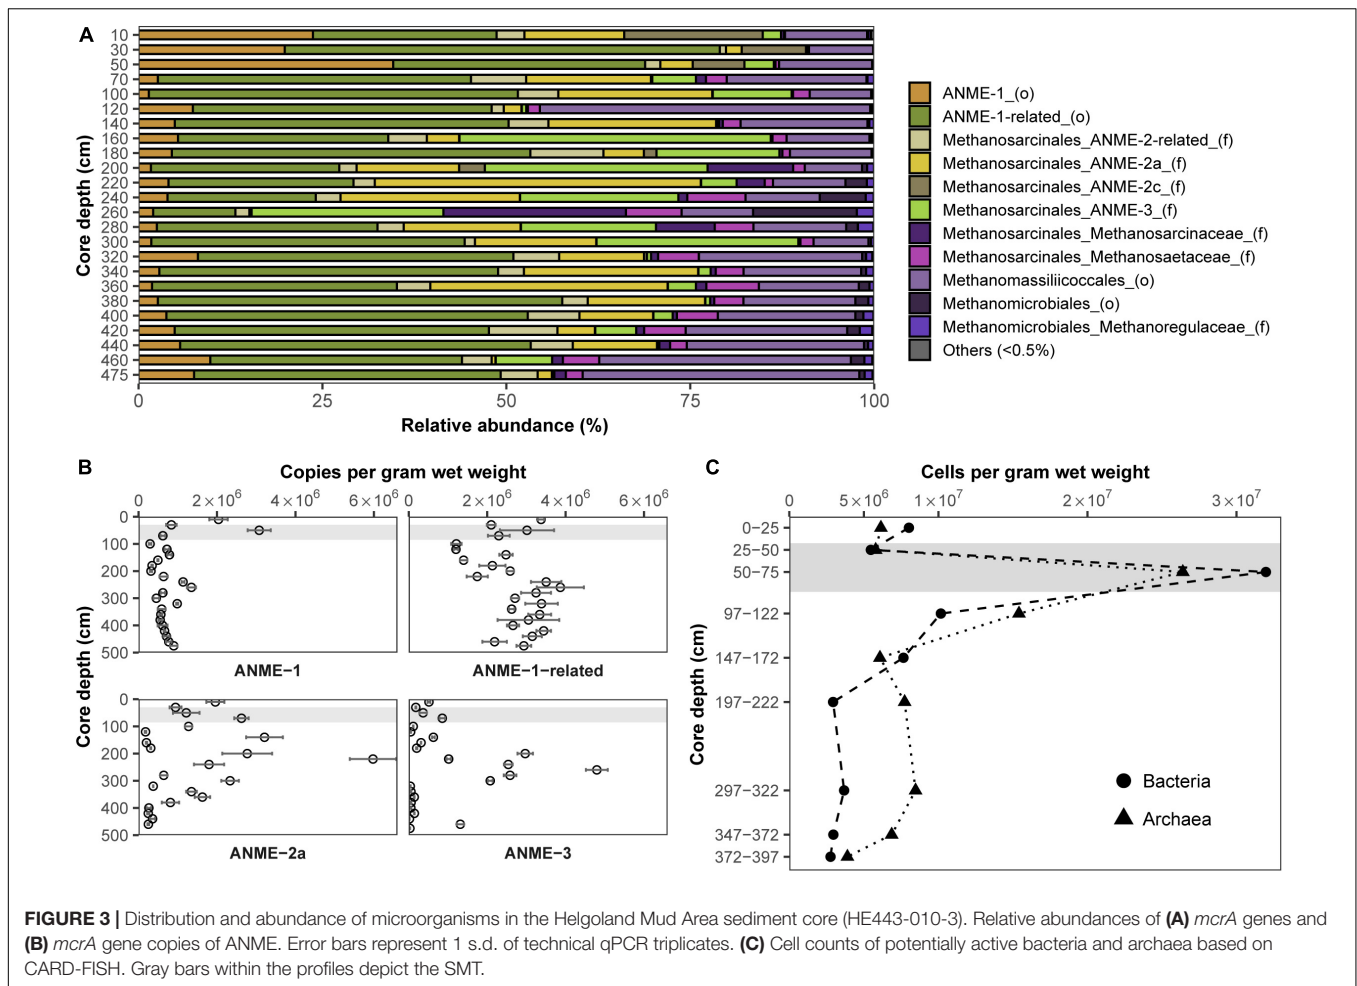 A
10
30
50
70
100
120
140
160
180
200
220
240
260
280
300
320
340
360
380
400
420
440
460
475
Core depth (cm)
0 25 50 75 100
Relative abundance (%)
ANME-1_(o)
ANME-1-related_(o)
Methanosarcinales_ANME-2-related_(f)
Methanosarcinales_ANME-2a_(f)
Methanosarcinales_ANME-2c_(f)
Methanosarcinales_ANME-3_(f)
Methanosarcinales_Methanosarcinaceae_(f)
Methanosarcinales_Methanosaetaceae_(f)
Methanomassiliicoccales_(o)
Methanomicrobiales_(o)
Methanomicrobiales_Methanoregulaceae_(f)
Others (<0.5%)
B
Copies per gram wet weight
0 2×10⁶ 4×10⁶ 6×10⁶
0 2×10⁶ 4×10⁶ 6×10⁶
0
100
200
300
400
500
Core depth (cm)
ANME−1
ANME−1−related
0
100
200
300
400
500
ANME−2a
ANME−3
C
Cells per gram wet weight
0 5×10⁶ 1×10⁷ 2×10⁷ 3×10⁷
0−25
25−50
50−75
97−122
147−172
197−222
297−322
347−372
372−397
Core depth (cm)
Bacteria
Archaea
FIGURE 3 | Distribution and abundance of microorganisms in the Helgoland Mud Area sediment core (HE443-010-3). Relative abundances of (A) mcrA genes and
(B) mcrA gene copies of ANME. Error bars represent 1 s.d. of technical qPCR triplicates. (C) Cell counts of potentially active bacteria and archaea based on
CARD-FISH. Gray bars within the profiles depict the SMT.